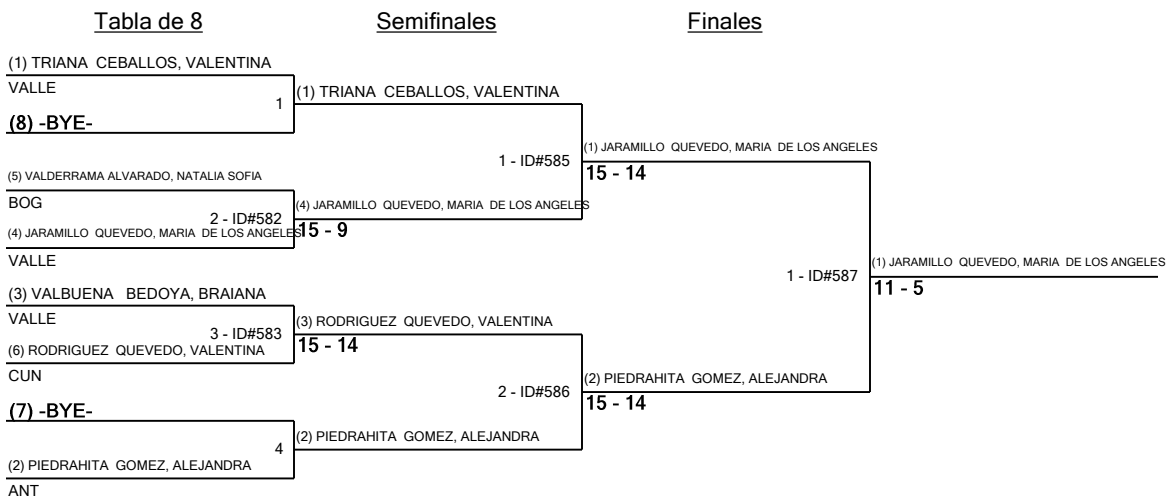 Tabla de 8
Semifinales
Finales
(1) TRIANA CEBALLOS, VALENTINA
VALLE
1
(8) -BYE-
(5) VALDERRAMA ALVARADO, NATALIA SOFIA
BOG
2 - ID#582
(4) JARAMILLO QUEVEDO, MARIA DE LOS ANGELES
VALLE
(3) VALBUENA BEDOYA, BRAIANA
VALLE
3 - ID#583
(6) RODRIGUEZ QUEVEDO, VALENTINA
CUN
(7) -BYE-
4
(2) PIEDRAHITA GOMEZ, ALEJANDRA
ANT
(1) TRIANA CEBALLOS, VALENTINA
1 - ID#585
(4) JARAMILLO QUEVEDO, MARIA DE LOS ANGELES
15 - 9
(3) RODRIGUEZ QUEVEDO, VALENTINA
15 - 14
2 - ID#586
(2) PIEDRAHITA GOMEZ, ALEJANDRA
(1) JARAMILLO QUEVEDO, MARIA DE LOS ANGELES
15 - 14
1 - ID#587
(2) PIEDRAHITA GOMEZ, ALEJANDRA
15 - 14
(1) JARAMILLO QUEVEDO, MARIA DE LOS ANGELES
11 - 5